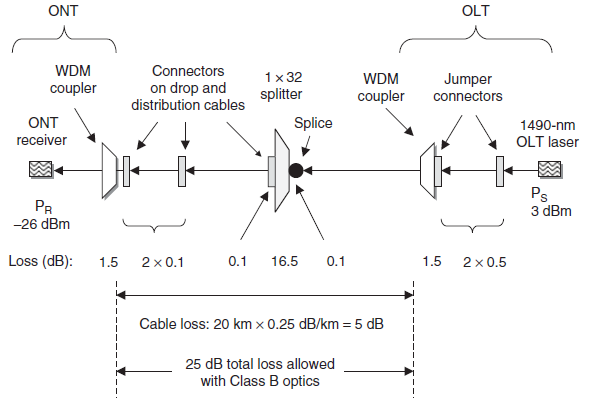 ONT
OLT
WDM
coupler
Connectors
on drop and
distribution cables
1 × 32
splitter
WDM
coupler
Jumper
connectors
ONT
receiver
Splice
1490-nm
OLT laser
PR
–26 dBm
PS
3 dBm
Loss (dB): 1.5 2 × 0.1 0.1 16.5 0.1 1.5 2 × 0.5
Cable loss: 20 km × 0.25 dB/km = 5 dB
25 dB total loss allowed
with Class B optics